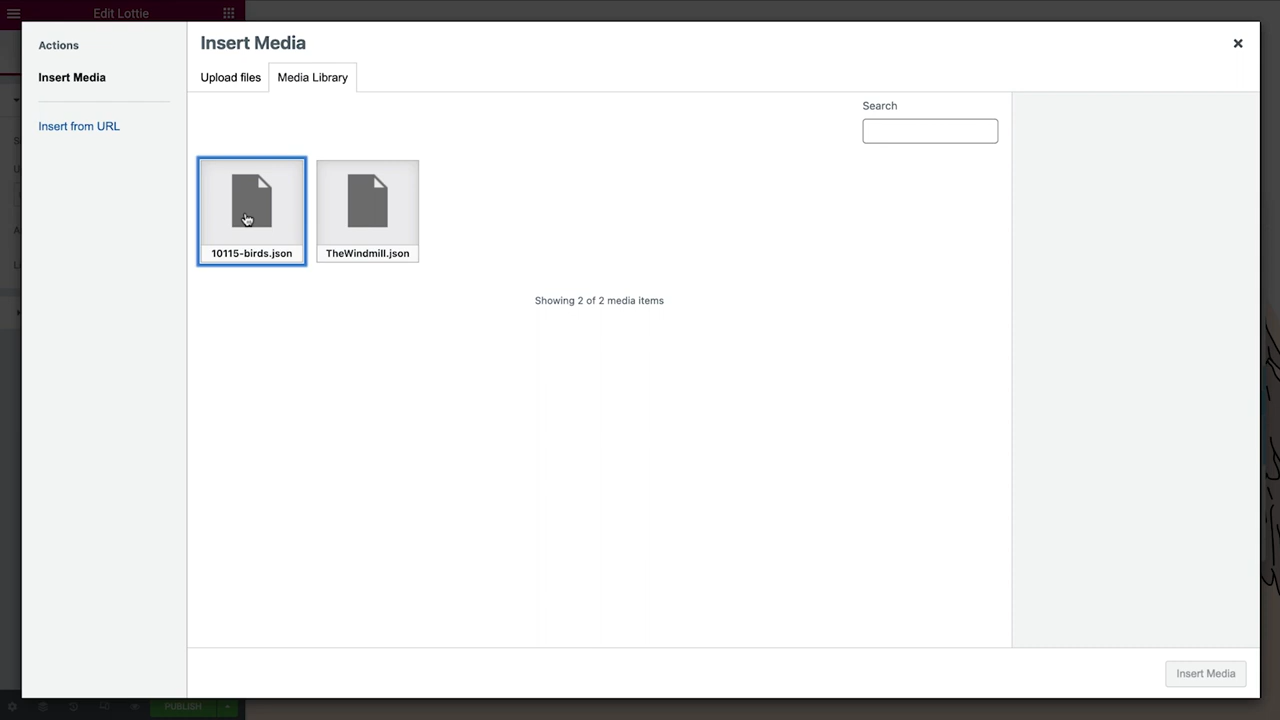 Edit Lottie
Actions
Insert Media
Insert from URL
Insert Media
Upload files
Media Library
Search
10115-birds.json
TheWindmill.json
Showing 2 of 2 media items
Insert Media
PUBLISH